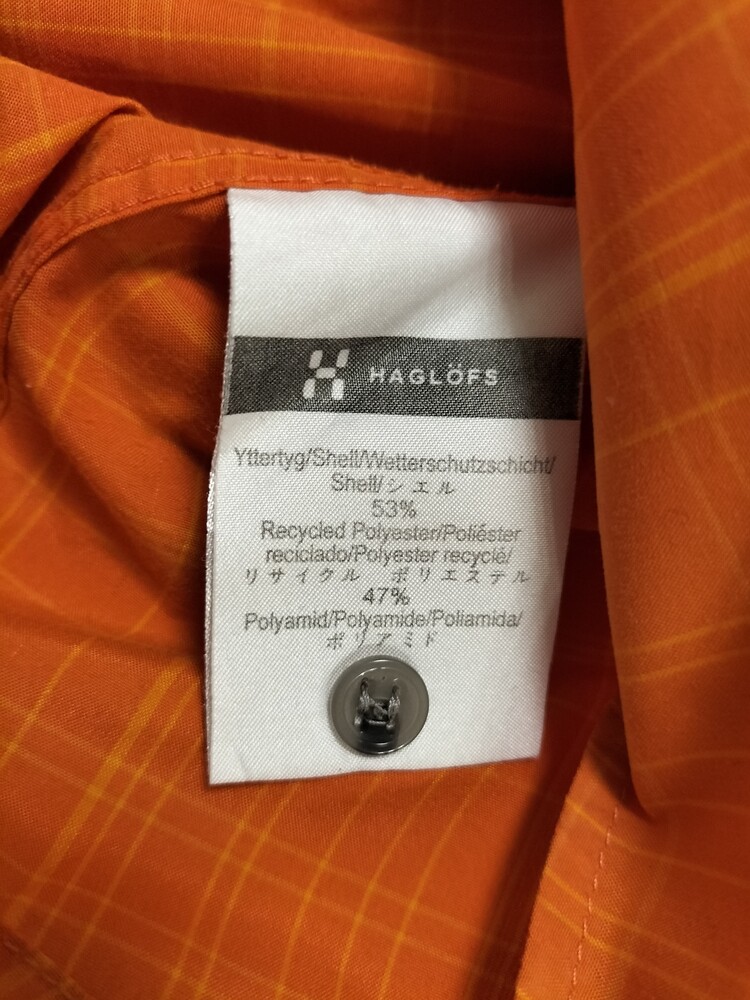 HAGLÖFS
Yttertyg/Shell/Wetterschutzschicht/
Shell/シェル
53%
Recycled Polyester/Poliéster
reciclado/Polyester recyclé/
リサイクル ポリエステル
47%
Polyamid/Polyamide/Poliamida/
ポリアミド